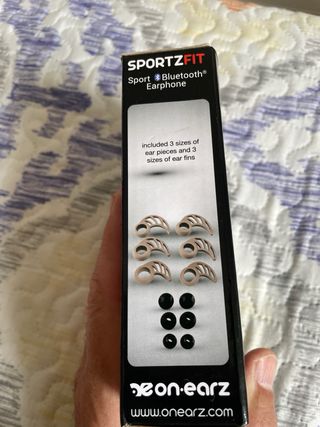 SPORTZFIT
Sport Bluetooth®
Earphone
included 3 sizes of
ear pieces and 3
sizes of ear fins
on·earz
www.onearz.com